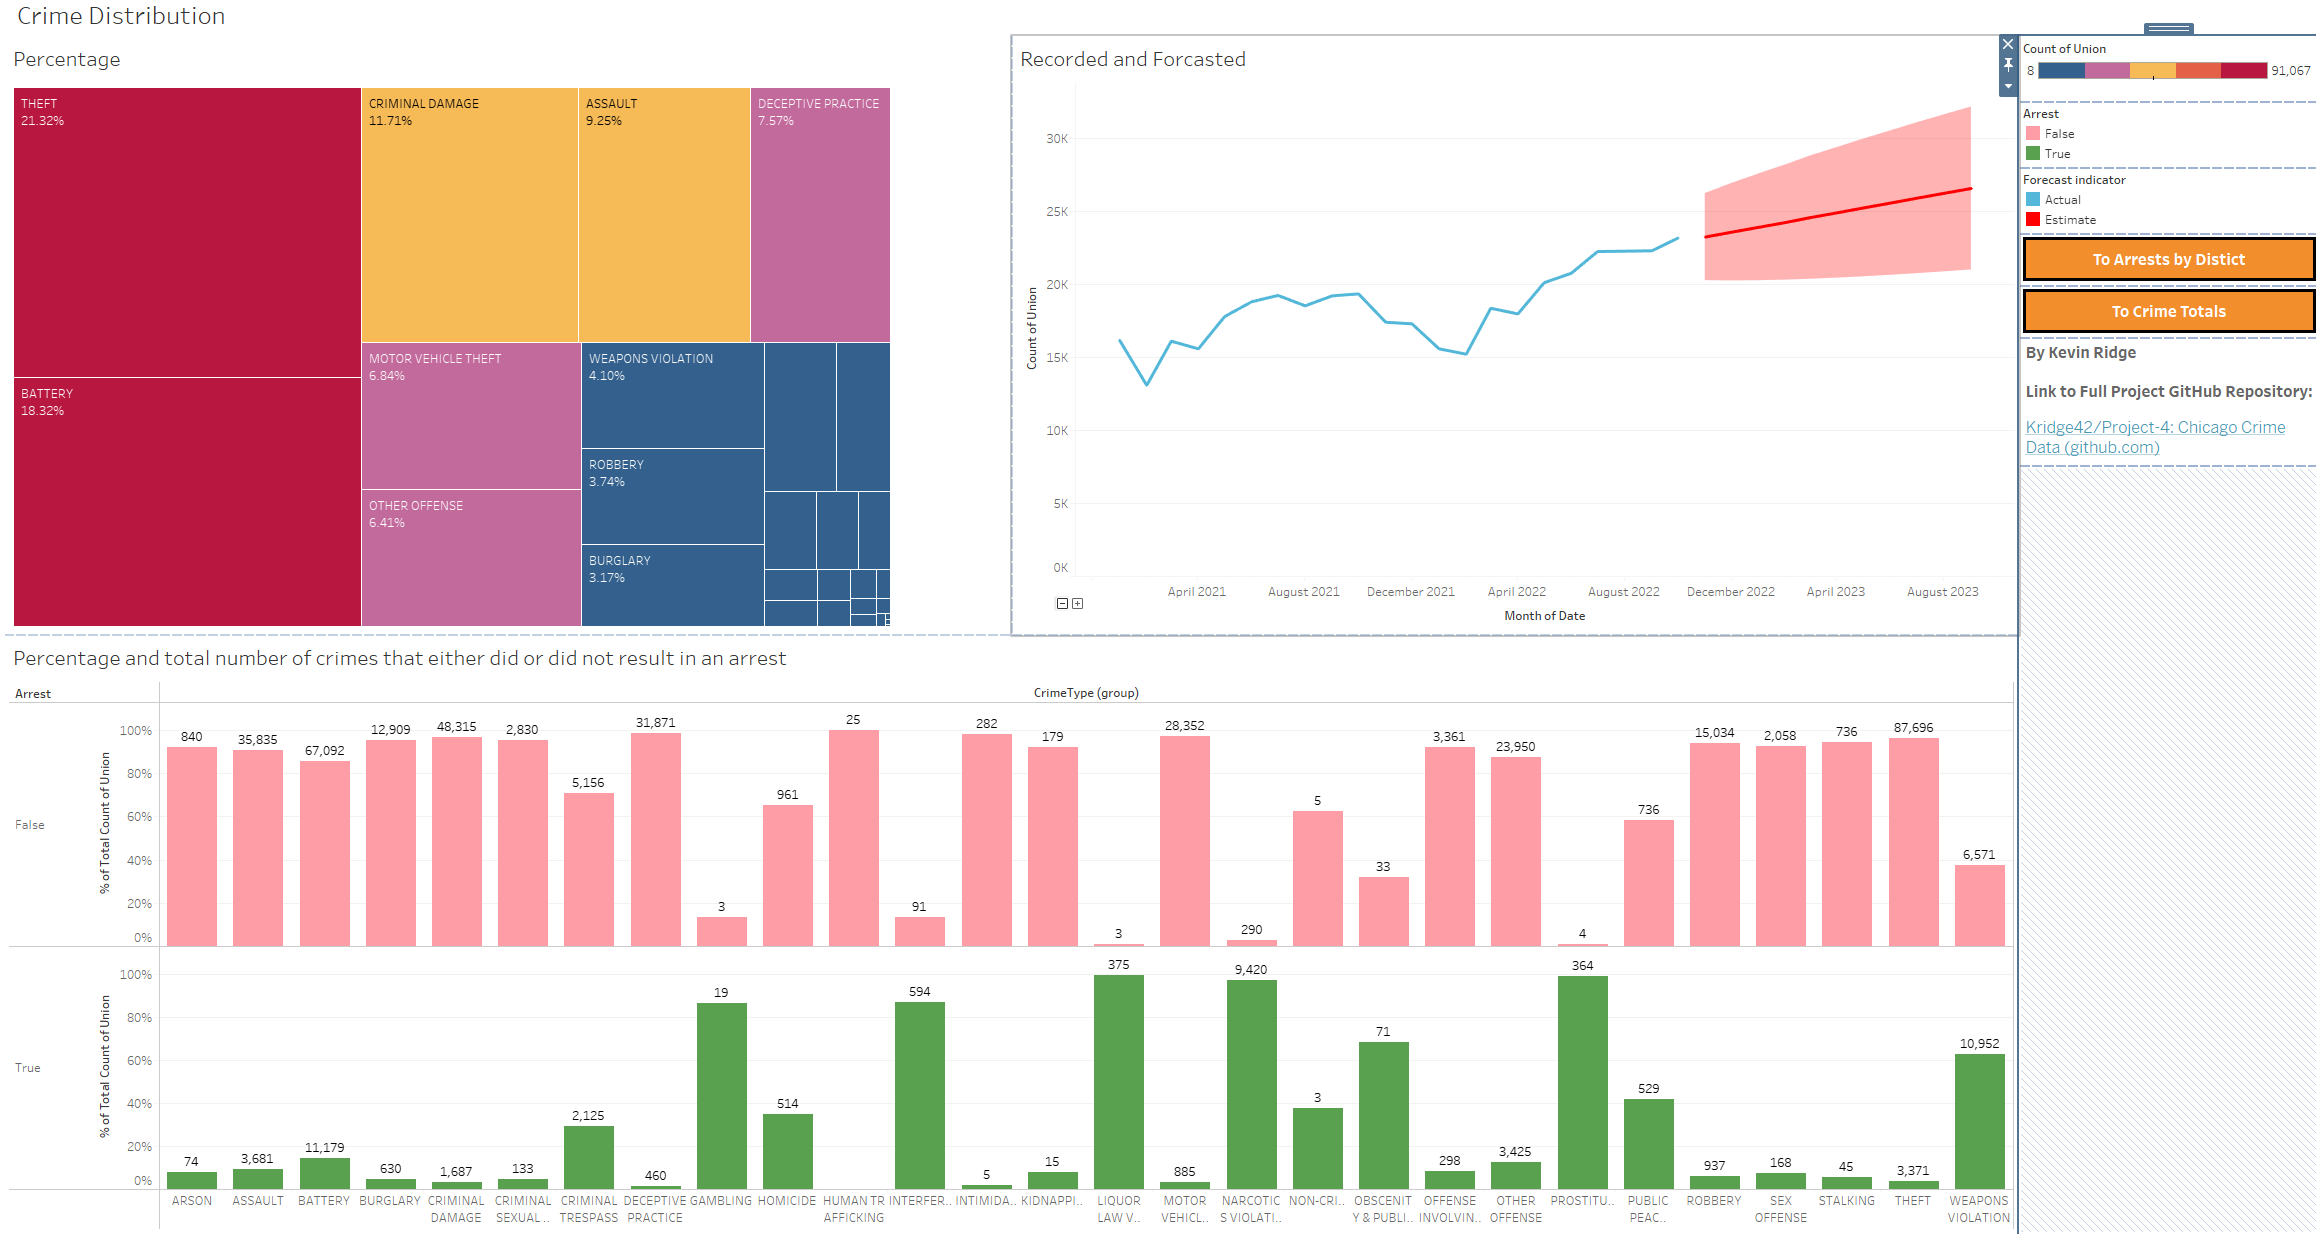 Crime Distribution
Percentage
THEFT
21.32%
BATTERY
18.32%
CRIMINAL DAMAGE
11.71%
ASSAULT
9.25%
DECEPTIVE PRACTICE
7.57%
MOTOR VEHICLE THEFT
6.84%
OTHER OFFENSE
6.41%
WEAPONS VIOLATION
4.10%
ROBBERY
3.74%
BURGLARY
3.17%
Recorded and Forcasted
Count of Union
30K
25K
20K
15K
10K
5K
0K
April 2021 August 2021 December 2021 April 2022 August 2022 December 2022 April 2023 August 2023
Month of Date
Count of Union
8 91,067
Arrest
False
True
Forecast indicator
Actual
Estimate
To Arrests by Distict
To Crime Totals
By Kevin Ridge
Link to Full Project GitHub Repository:
Kridge42/Project-4: Chicago Crime
Data (github.com)
Percentage and total number of crimes that either did or did not result in an arrest
Arrest
CrimeType (group)
False
% of Total Count of Union
100%
80%
60%
40%
20%
0%
840 35,835 67,092 12,909 48,315 2,830 5,156 31,871 3 961 25 91 282 179 3 28,352 290 5 33 3,361 23,950 4 736 15,034 2,058 736 87,696 6,571
True
% of Total Count of Union
100%
80%
60%
40%
20%
0%
74 3,681 11,179 630 1,687 133 2,125 460 19 514 594 5 15 375 885 9,420 3 71 298 3,425 364 529 937 168 45 3,371 10,952
ARSON ASSAULT BATTERY BURGLARY CRIMINAL CRIMINAL CRIMINAL DECEPTIVE GAMBLING HOMICIDE HUMAN TR INTERFER.. INTIMIDA.. KIDNAPPI.. LIQUOR MOTOR NARCOTIC NON-CRI.. OBSCENIT OFFENSE OTHER PROSTITU.. PUBLIC ROBBERY SEX STALKING THEFT WEAPONS
DAMAGE SEXUAL .. TRESPASS PRACTICE AFFICKING LAW V.. VEHICL.. S VIOLATI.. Y & PUBLI.. INVOLVIN.. OFFENSE PEAC.. OFFENSE VIOLATION